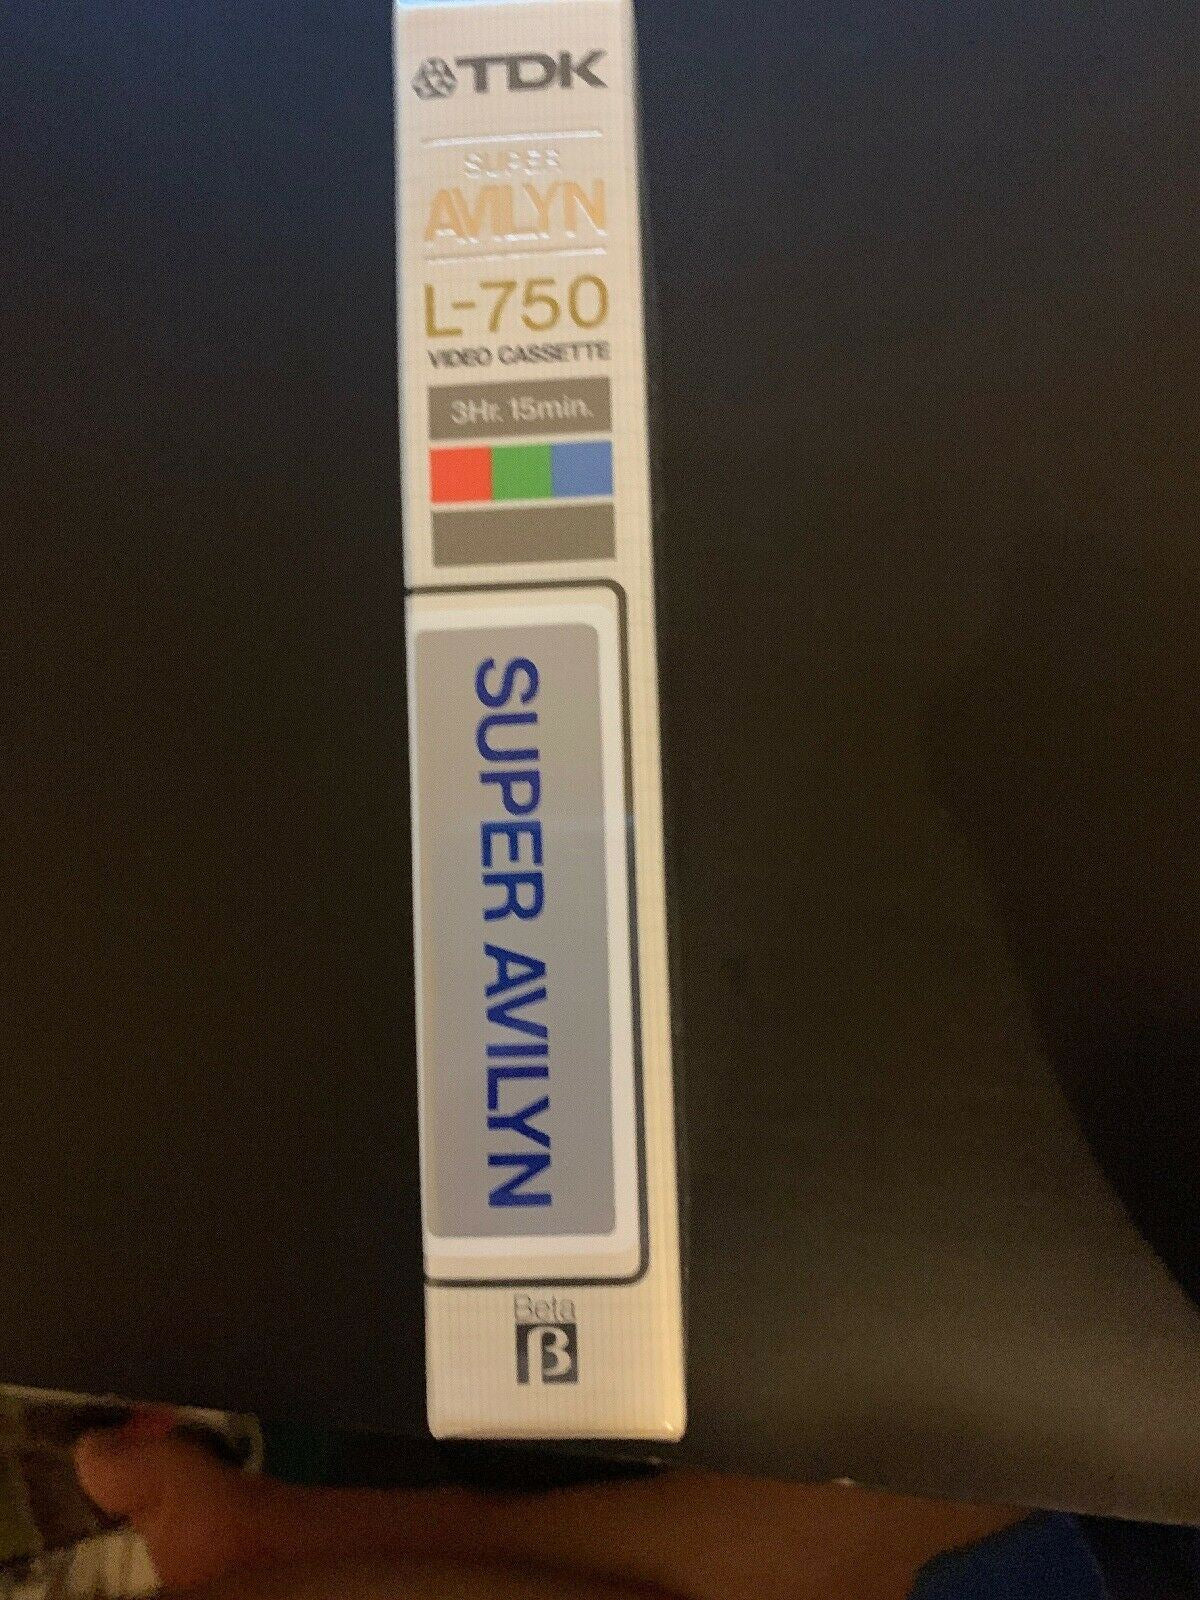 TDK
SUPER
AVILYN
L-750
VIDEO CASSETTE
3Hr. 15min.
SUPER AVILYN
Beta
β